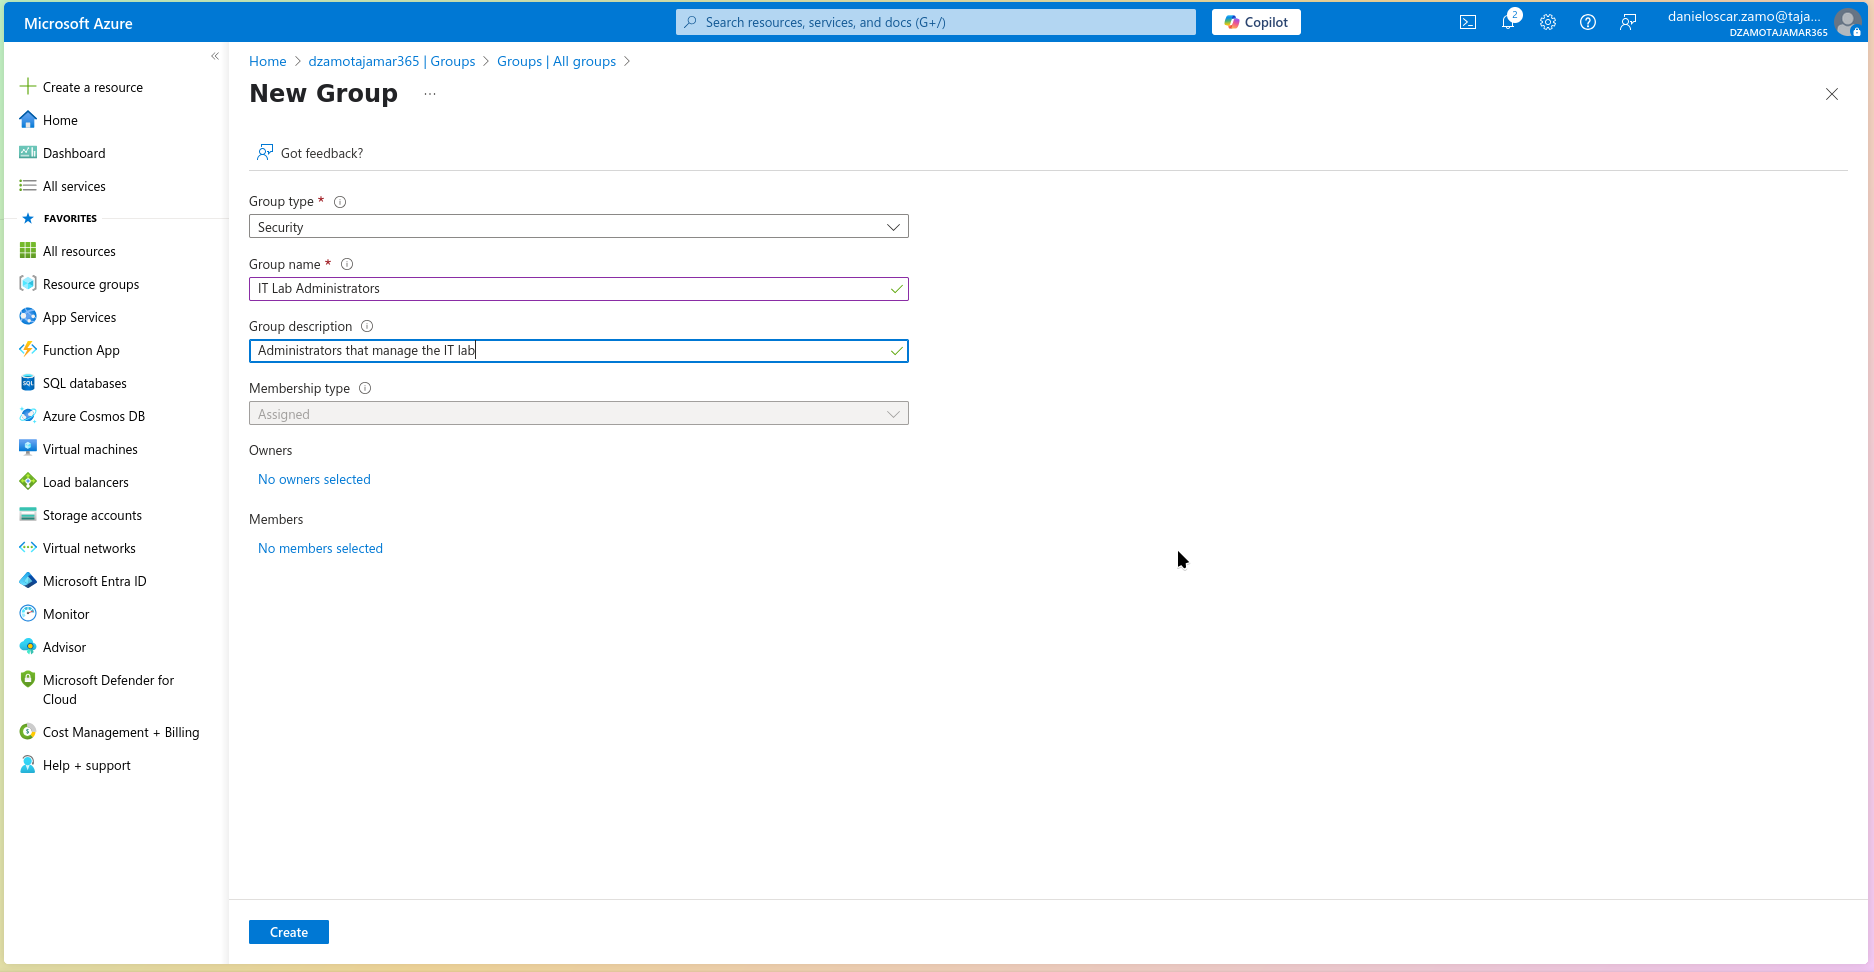 Microsoft Azure
Search resources, services, and docs (G+/)
Copilot
2
danieloscar.zamo@taja...
DZAMOTAJAMAR365
«
Create a resource
Home
Dashboard
All services
FAVORITES
All resources
Resource groups
App Services
Function App
SQL databases
Azure Cosmos DB
Virtual machines
Load balancers
Storage accounts
Virtual networks
Microsoft Entra ID
Monitor
Advisor
Microsoft Defender for
Cloud
Cost Management + Billing
Help + support
Home > dzamotajamar365 | Groups > Groups | All groups >
New Group ...
Got feedback?
Group type *
Security
Group name *
IT Lab Administrators
Group description
Administrators that manage the IT lab
Membership type
Assigned
Owners
No owners selected
Members
No members selected
Create